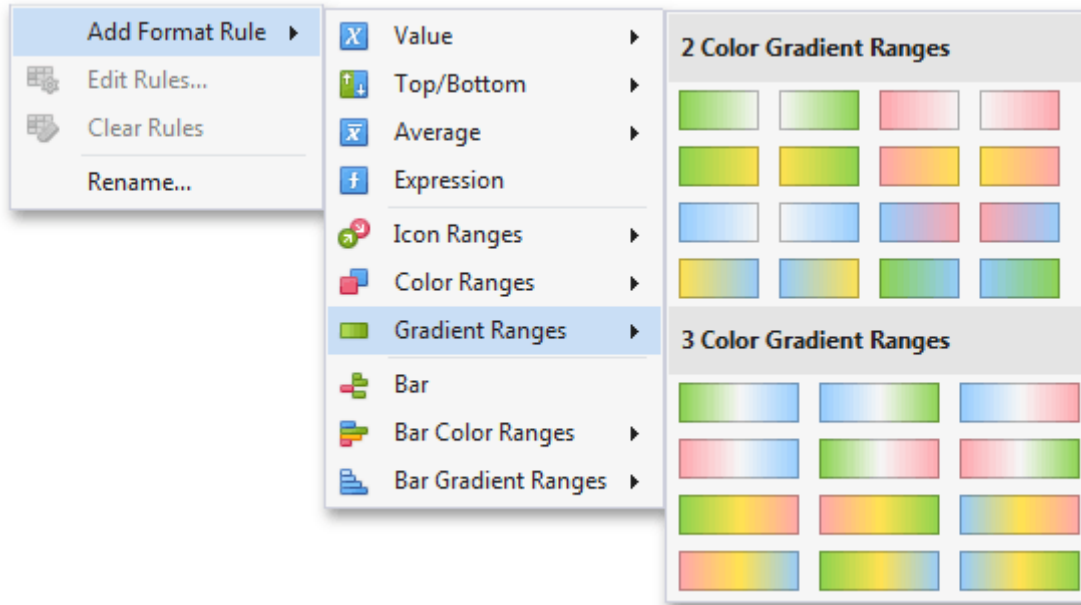 Add Format Rule
Edit Rules...
Clear Rules
Rename...
Value
Top/Bottom
Average
Expression
Icon Ranges
Color Ranges
Gradient Ranges
Bar
Bar Color Ranges
Bar Gradient Ranges
2 Color Gradient Ranges
3 Color Gradient Ranges